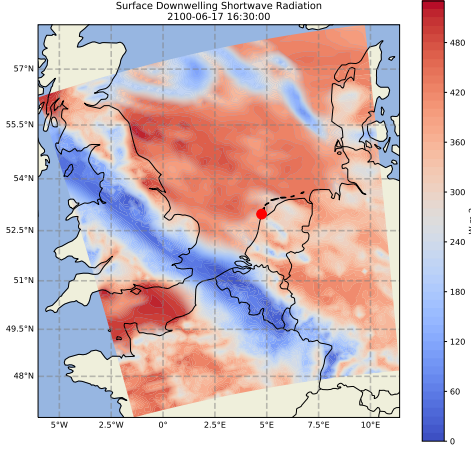 Surface Downwelling Shortwave Radiation
2100-06-17 16:30:00
57°N
55.5°N
54°N
52.5°N
51°N
49.5°N
48°N
5°W
2.5°W
0°
2.5°E
5°E
7.5°E
10°E
480
420
360
300
240
180
120
60
0